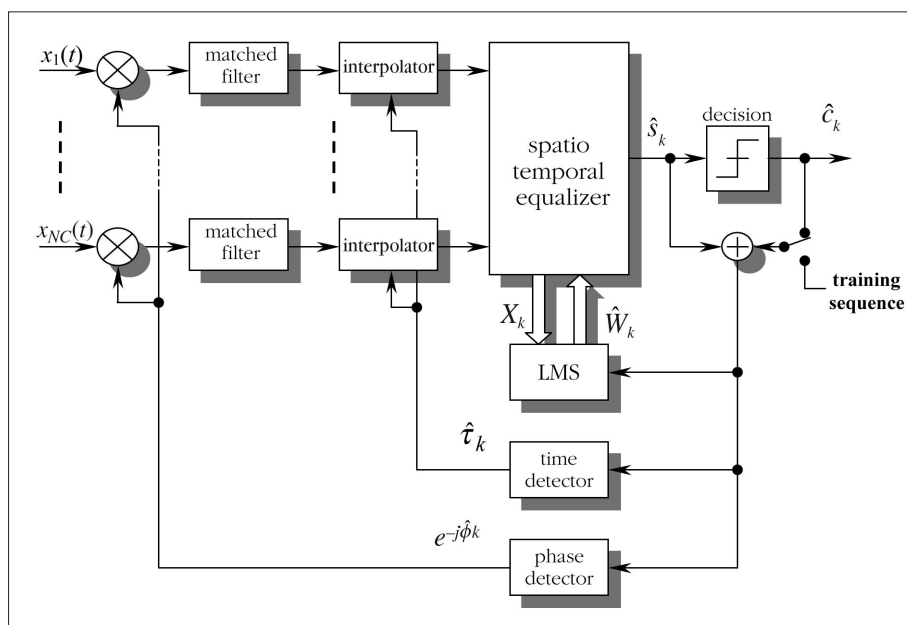 x₁(t)
matched
filter
interpolator
spatio
temporal
equalizer
ŝₖ
decision
ĉₖ
x_NC(t)
matched
filter
interpolator
training
sequence
Xₖ
Ŵₖ
LMS
τ̂ₖ
time
detector
e^–jϕ̂k
phase
detector